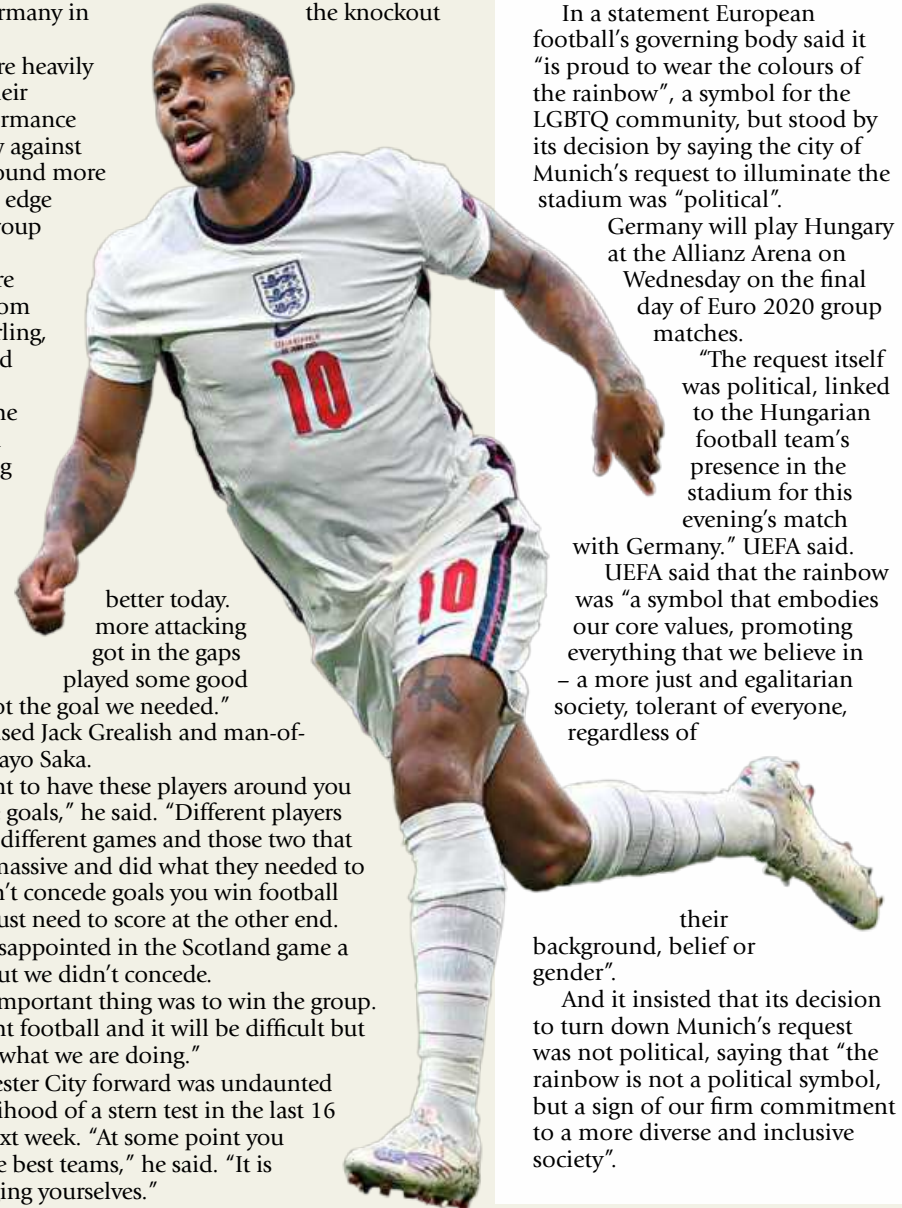 rmany in
the knockout
re heavily
eir
ormance
y against
ound more
edge
roup
re
om
rling,
d
ne
g
better today.
more attacking
got in the gaps
played some good
ot the goal we needed.”
sed Jack Grealish and man-of-
ayo Saka.
nt to have these players around you
e goals,” he said. “Different players
different games and those two that
massive and did what they needed to
n’t concede goals you win football
ust need to score at the other end.
sappointed in the Scotland game a
ut we didn’t concede.
mportant thing was to win the group.
nt football and it will be difficult but
what we are doing.”
ester City forward was undaunted
lihood of a stern test in the last 16
xt week. “At some point you
e best teams,” he said. “It is
ing yourselves.”
10
10
In a statement European
football’s governing body said it
“is proud to wear the colours of
the rainbow”, a symbol for the
LGBTQ community, but stood by
its decision by saying the city of
Munich’s request to illuminate the
stadium was “political”.
Germany will play Hungary
at the Allianz Arena on
Wednesday on the final
day of Euro 2020 group
matches.
“The request itself
was political, linked
to the Hungarian
football team’s
presence in the
stadium for this
evening’s match
with Germany.” UEFA said.
UEFA said that the rainbow
was “a symbol that embodies
our core values, promoting
everything that we believe in
– a more just and egalitarian
society, tolerant of everyone,
regardless of
their
background, belief or
gender”.
And it insisted that its decision
to turn down Munich’s request
was not political, saying that “the
rainbow is not a political symbol,
but a sign of our firm commitment
to a more diverse and inclusive
society”.